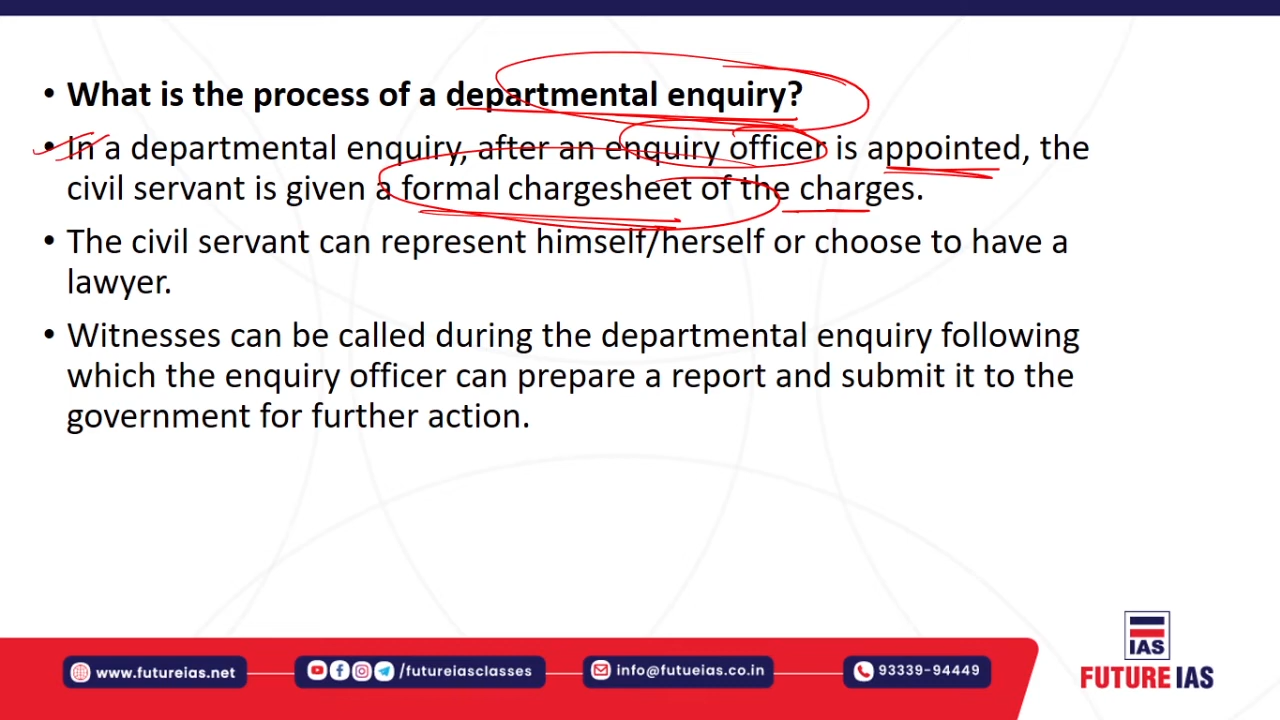 • What is the process of a departmental enquiry?
• In a departmental enquiry, after an enquiry officer is appointed, the
civil servant is given a formal chargesheet of the charges.
• The civil servant can represent himself/herself or choose to have a
lawyer.
• Witnesses can be called during the departmental enquiry following
which the enquiry officer can prepare a report and submit it to the
government for further action.
IAS
www.futureias.net
/futureiasclasses
info@futueias.co.in
93339-94449
FUTURE IAS